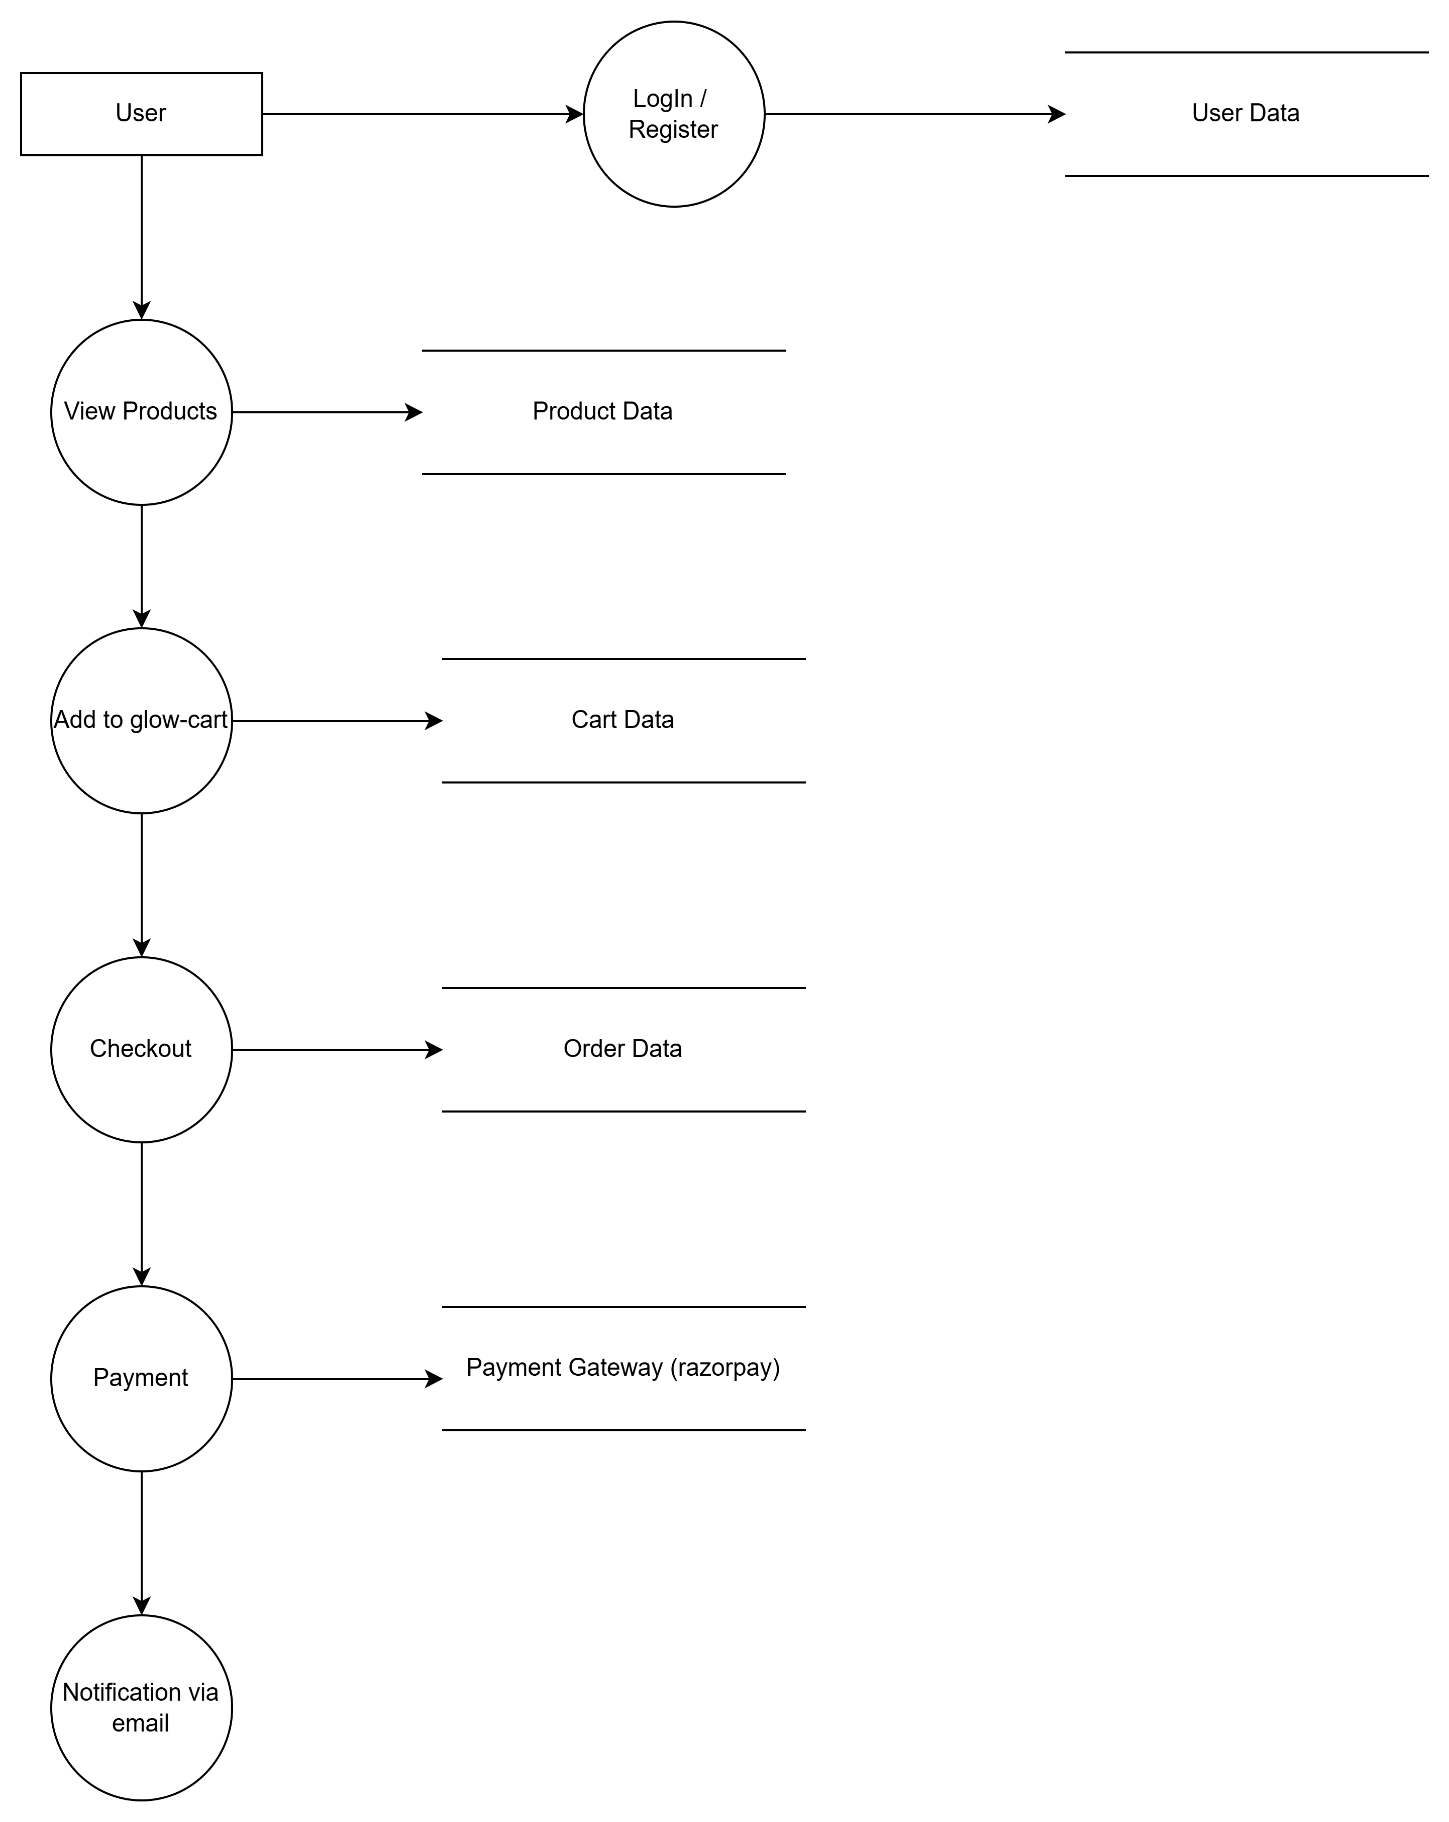 User
LogIn /
Register
User Data
View Products
Product Data
Add to glow-cart
Cart Data
Checkout
Order Data
Payment
Payment Gateway (razorpay)
Notification via
email